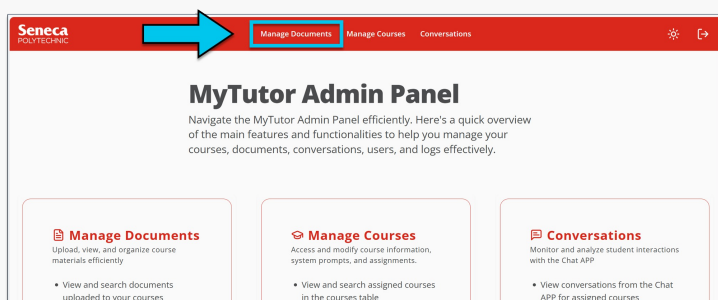 Seneca
POLYTECHNIC
Manage Documents Manage Courses Conversations
MyTutor Admin Panel
Navigate the MyTutor Admin Panel efficiently. Here's a quick overview
of the main features and functionalities to help you manage your
courses, documents, conversations, users, and logs effectively.
Manage Documents
Upload, view, and organize course
materials efficiently
• View and search documents
uploaded to your courses
Manage Courses
Access and modify course information,
system prompts, and assignments.
• View and search assigned courses
in the courses table
Conversations
Monitor and analyze student interactions
with the Chat APP
• View conversations from the Chat
APP for assigned courses